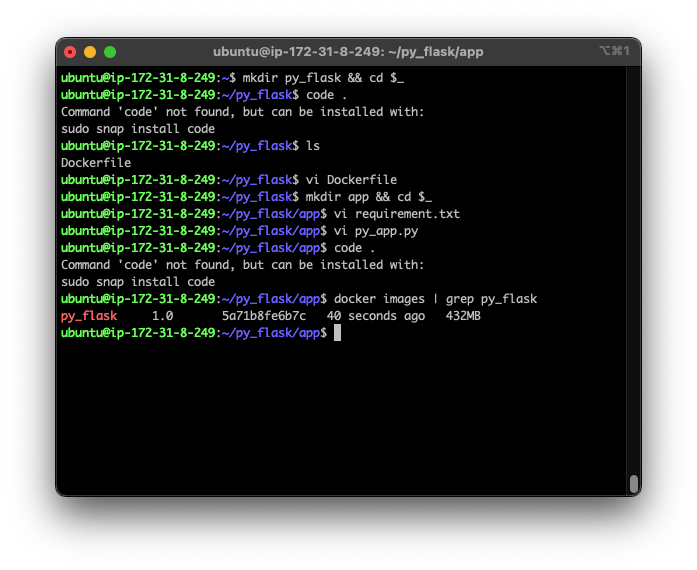 ubuntu@ip-172-31-8-249: ~/py_flask/app
⌥⌘1
ubuntu@ip-172-31-8-249:~$ mkdir py_flask && cd $_
ubuntu@ip-172-31-8-249:~/py_flask$ code .
Command 'code' not found, but can be installed with:
sudo snap install code
ubuntu@ip-172-31-8-249:~/py_flask$ ls
Dockerfile
ubuntu@ip-172-31-8-249:~/py_flask$ vi Dockerfile
ubuntu@ip-172-31-8-249:~/py_flask$ mkdir app && cd $_
ubuntu@ip-172-31-8-249:~/py_flask/app$ vi requirement.txt
ubuntu@ip-172-31-8-249:~/py_flask/app$ vi py_app.py
ubuntu@ip-172-31-8-249:~/py_flask/app$ code .
Command 'code' not found, but can be installed with:
sudo snap install code
ubuntu@ip-172-31-8-249:~/py_flask/app$ docker images | grep py_flask
py_flask     1.0       5a71b8fe6b7c   40 seconds ago   432MB
ubuntu@ip-172-31-8-249:~/py_flask/app$